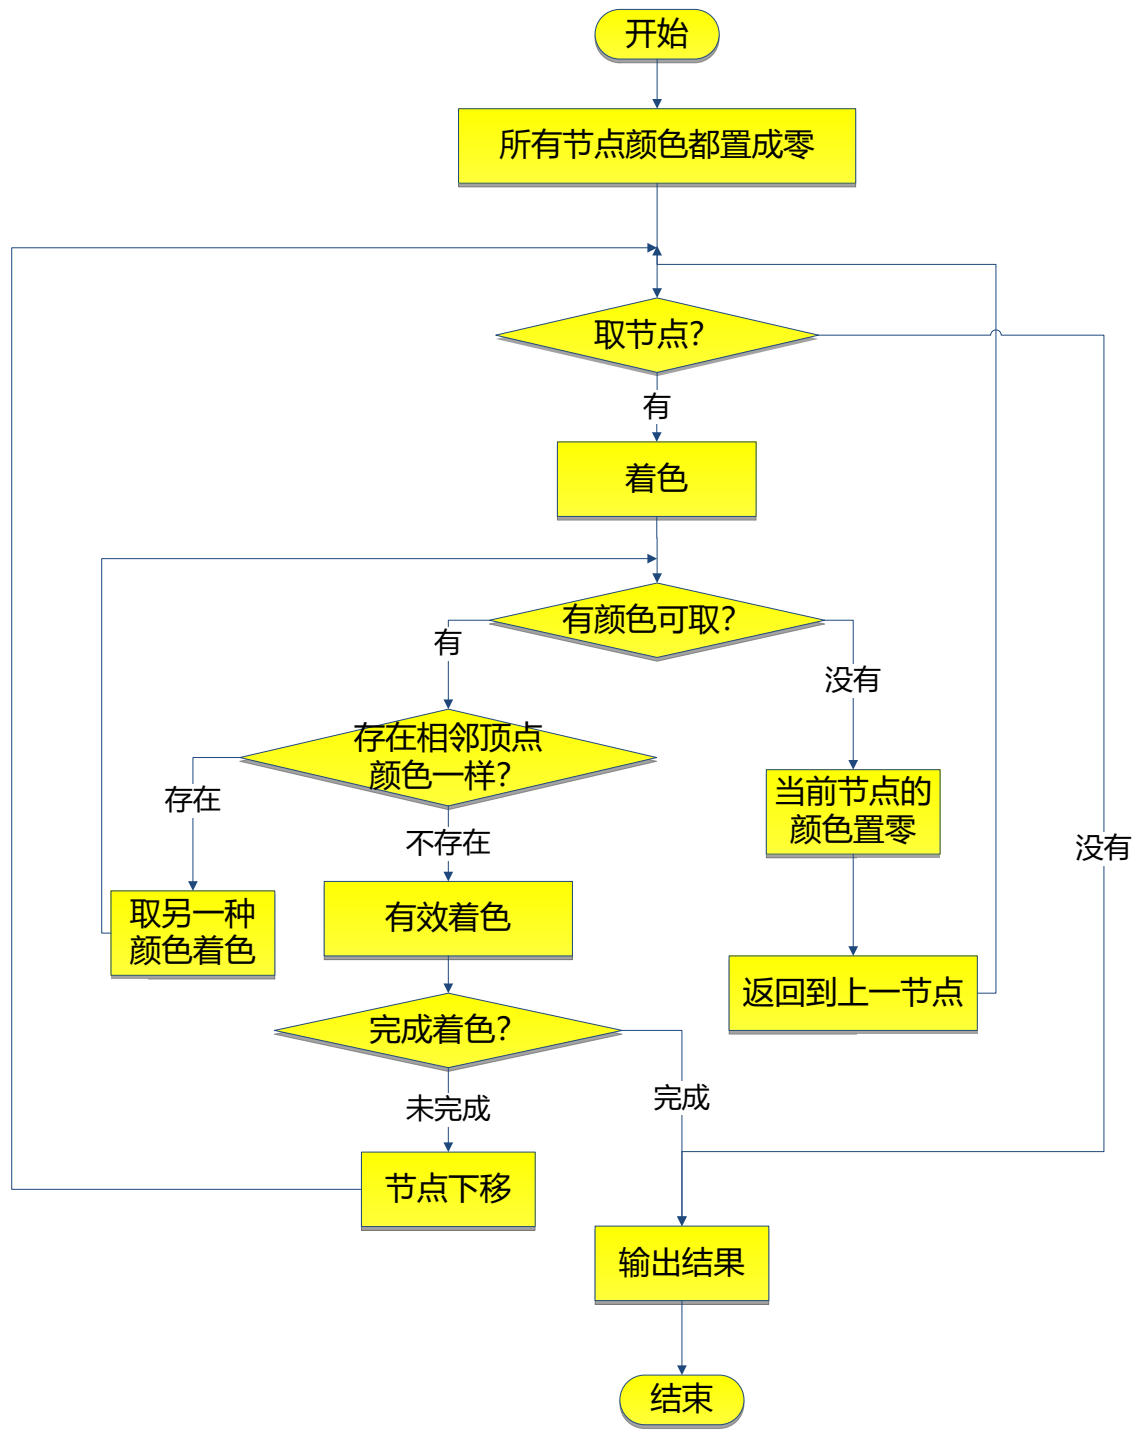 开始
所有节点颜色都置成零
取节点?
有
着色
有颜色可取?
有
没有
存在相邻顶点
颜色一样?
存在
当前节点的
颜色置零
不存在
没有
取另一种
颜色着色
有效着色
返回到上一节点
完成着色?
未完成
完成
节点下移
输出结果
结束